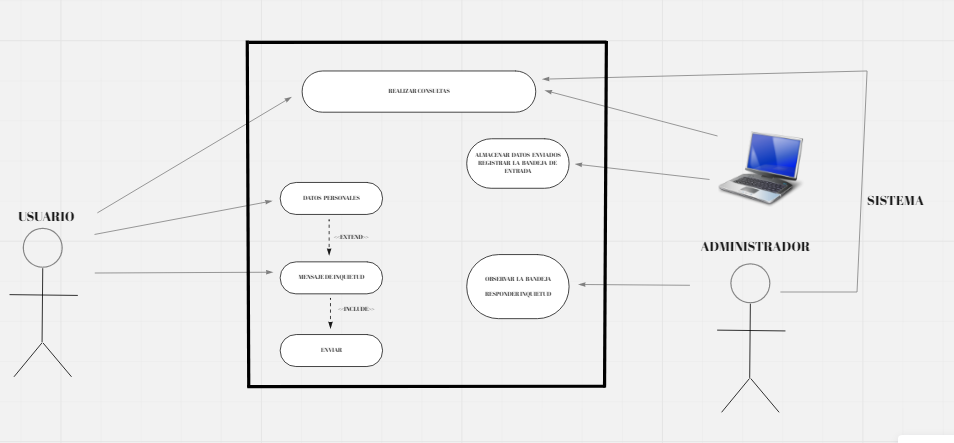 REALIZAR CONSULTAS
ALMACENAR DATOS ENVIADOS
REGISTRAR LA BANDEJA DE
ENTRADA
DATOS PERSONALES
SISTEMA
USUARIO
<<EXTEND>>
ADMINISTRADOR
MENSAJE DE INQUIETUD
OBSERVAR LA BANDEJA
RESPONDER INQUIETUD
<<INCLUDE>>
ENVIAR